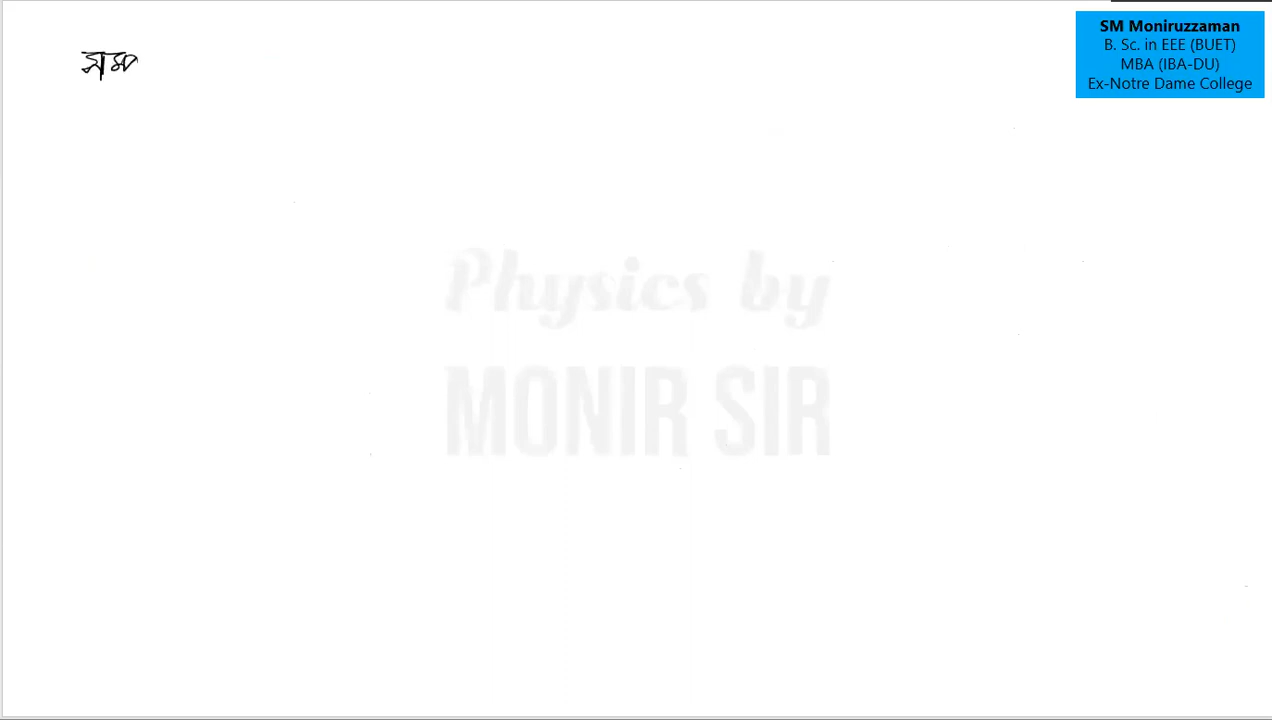 SM Moniruzzaman
B. Sc. in EEE (BUET)
MBA (IBA-DU)
Ex-Notre Dame College
Physics by
MONIR SIR